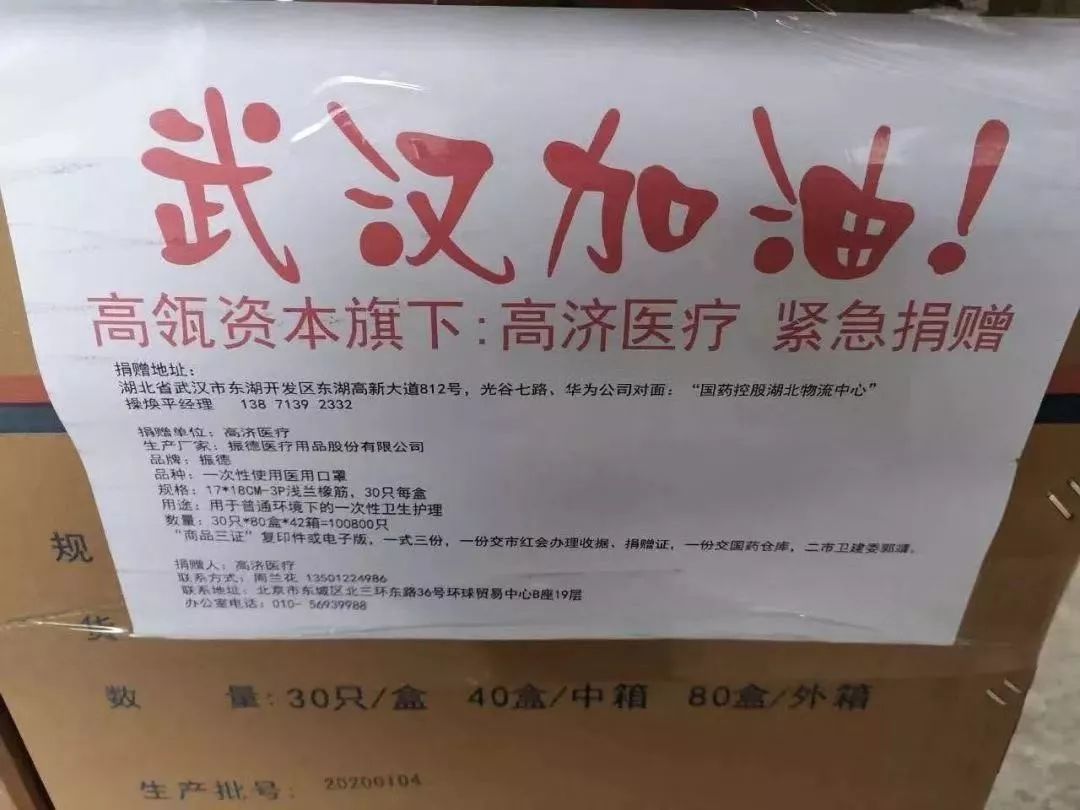 武汉加油!
高瓴资本旗下:高济医疗 紧急捐赠
捐赠地址:
湖北省武汉市东湖开发区东湖高新大道812号,光谷七路、华为公司对面:“国药控股湖北物流中心”
操焕平经理 138 7139 2332
捐赠单位:高济医疗
生产厂家:振德医疗用品股份有限公司
品牌:振德
品种:一次性使用医用口罩
规格:17*18CM-3P浅兰橡筋,30只每盒
用途:用于普通环境下的一次性卫生护理
数量:30只*80盒*42箱=100800只
“商品三证”复印件或电子版,一式三份,一份交市红会办理收据、捐赠证,一份交国药仓库,二市卫建委郭靖。
捐赠人:高济医疗
联系方式:周兰花 13501224986
联系地址:北京市东城区北三环东路36号环球贸易中心B座19层
办公室电话:010- 56939988
规
货
数 量:30只/盒 40盒/中箱 80盒/外箱
生产批号: 20200104